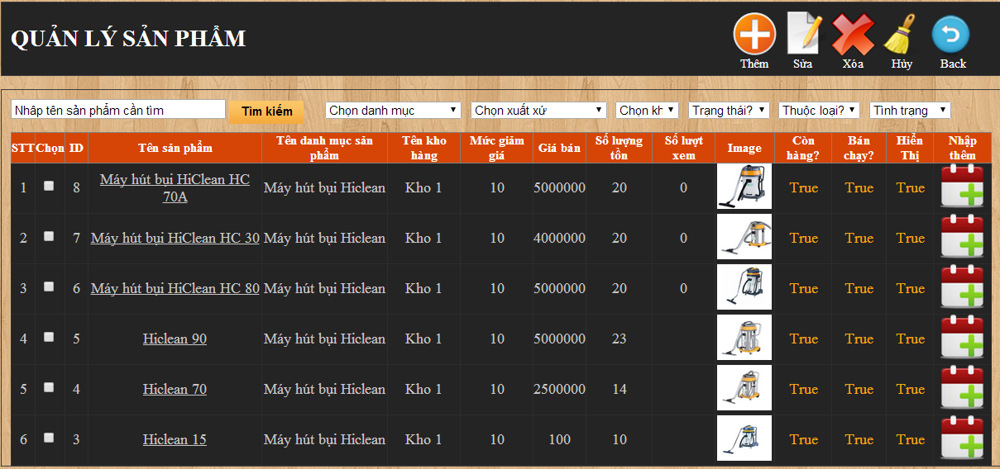 QUẢN LÝ SẢN PHẨM
Thêm Sửa Xóa Hủy Back
Nhập tên sản phẩm cần tìm Tìm kiếm Chọn danh mục Chọn xuất xứ Chọn kh Trạng thái? Thuộc loại? Tình trạng
STT Chọn ID Tên sản phẩm Tên danh mục sản phẩm Tên kho hàng Mức giảm giá Giá bán Số lượng tồn Số lượt xem Image Còn hàng? Bán chạy? Hiển Thị Nhập thêm
1 8 Máy hút bụi HiClean HC 70A Máy hút bụi Hiclean Kho 1 10 5000000 20 0 True True True
2 7 Máy hút bụi HiClean HC 30 Máy hút bụi Hiclean Kho 1 10 4000000 20 0 True True True
3 6 Máy hút bụi HiClean HC 80 Máy hút bụi Hiclean Kho 1 10 5000000 20 0 True True True
4 5 Hiclean 90 Máy hút bụi Hiclean Kho 1 10 5000000 23 True True True
5 4 Hiclean 70 Máy hút bụi Hiclean Kho 1 10 2500000 14 True True True
6 3 Hiclean 15 Máy hút bụi Hiclean Kho 1 10 100 10 True True True